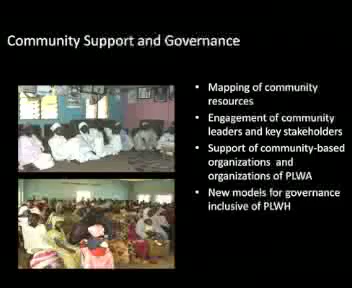 Community Support and Governance
• Mapping of community
resources
• Engagement of community
leaders and key stakeholders
• Support of community-based
organizations and
organizations of PLWA
• New models for governance
inclusive of PLWH